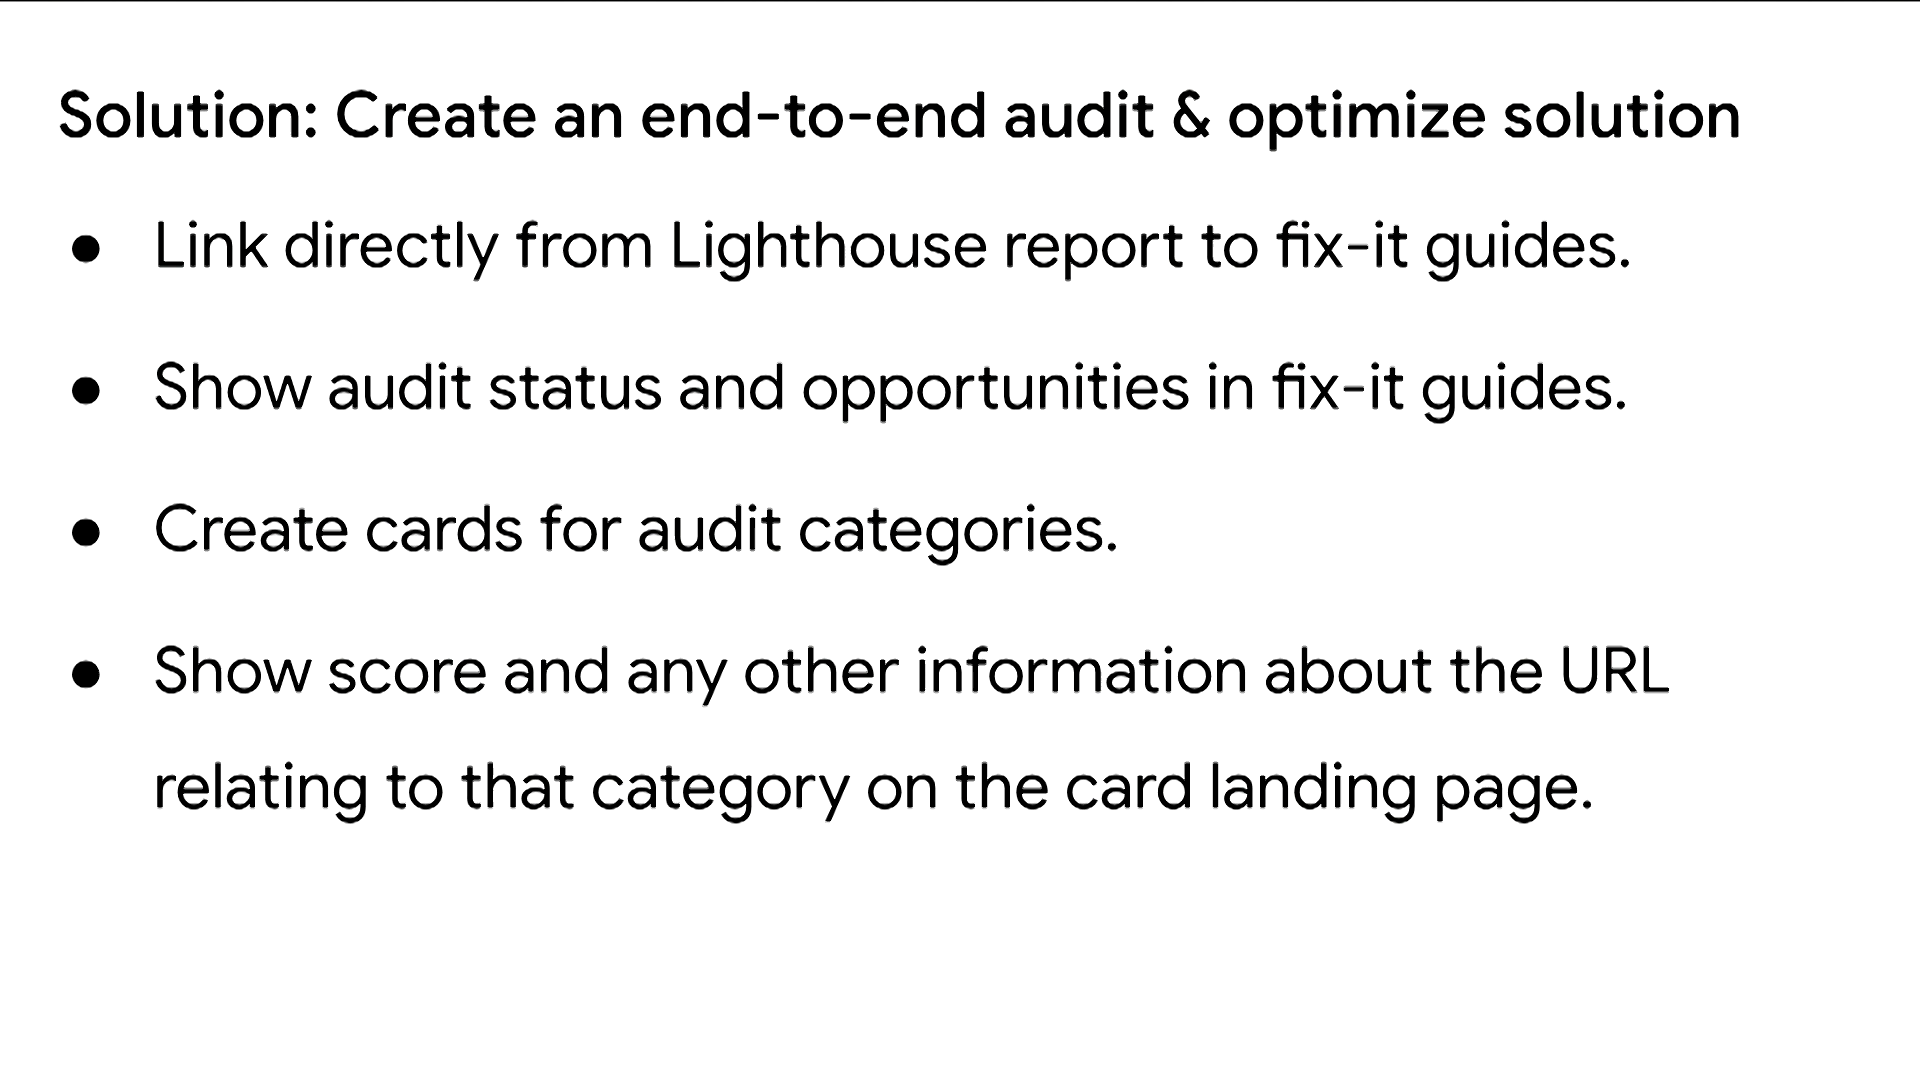 Solution: Create an end-to-end audit & optimize solution
● Link directly from Lighthouse report to fix-it guides.
● Show audit status and opportunities in fix-it guides.
● Create cards for audit categories.
● Show score and any other information about the URL
relating to that category on the card landing page.